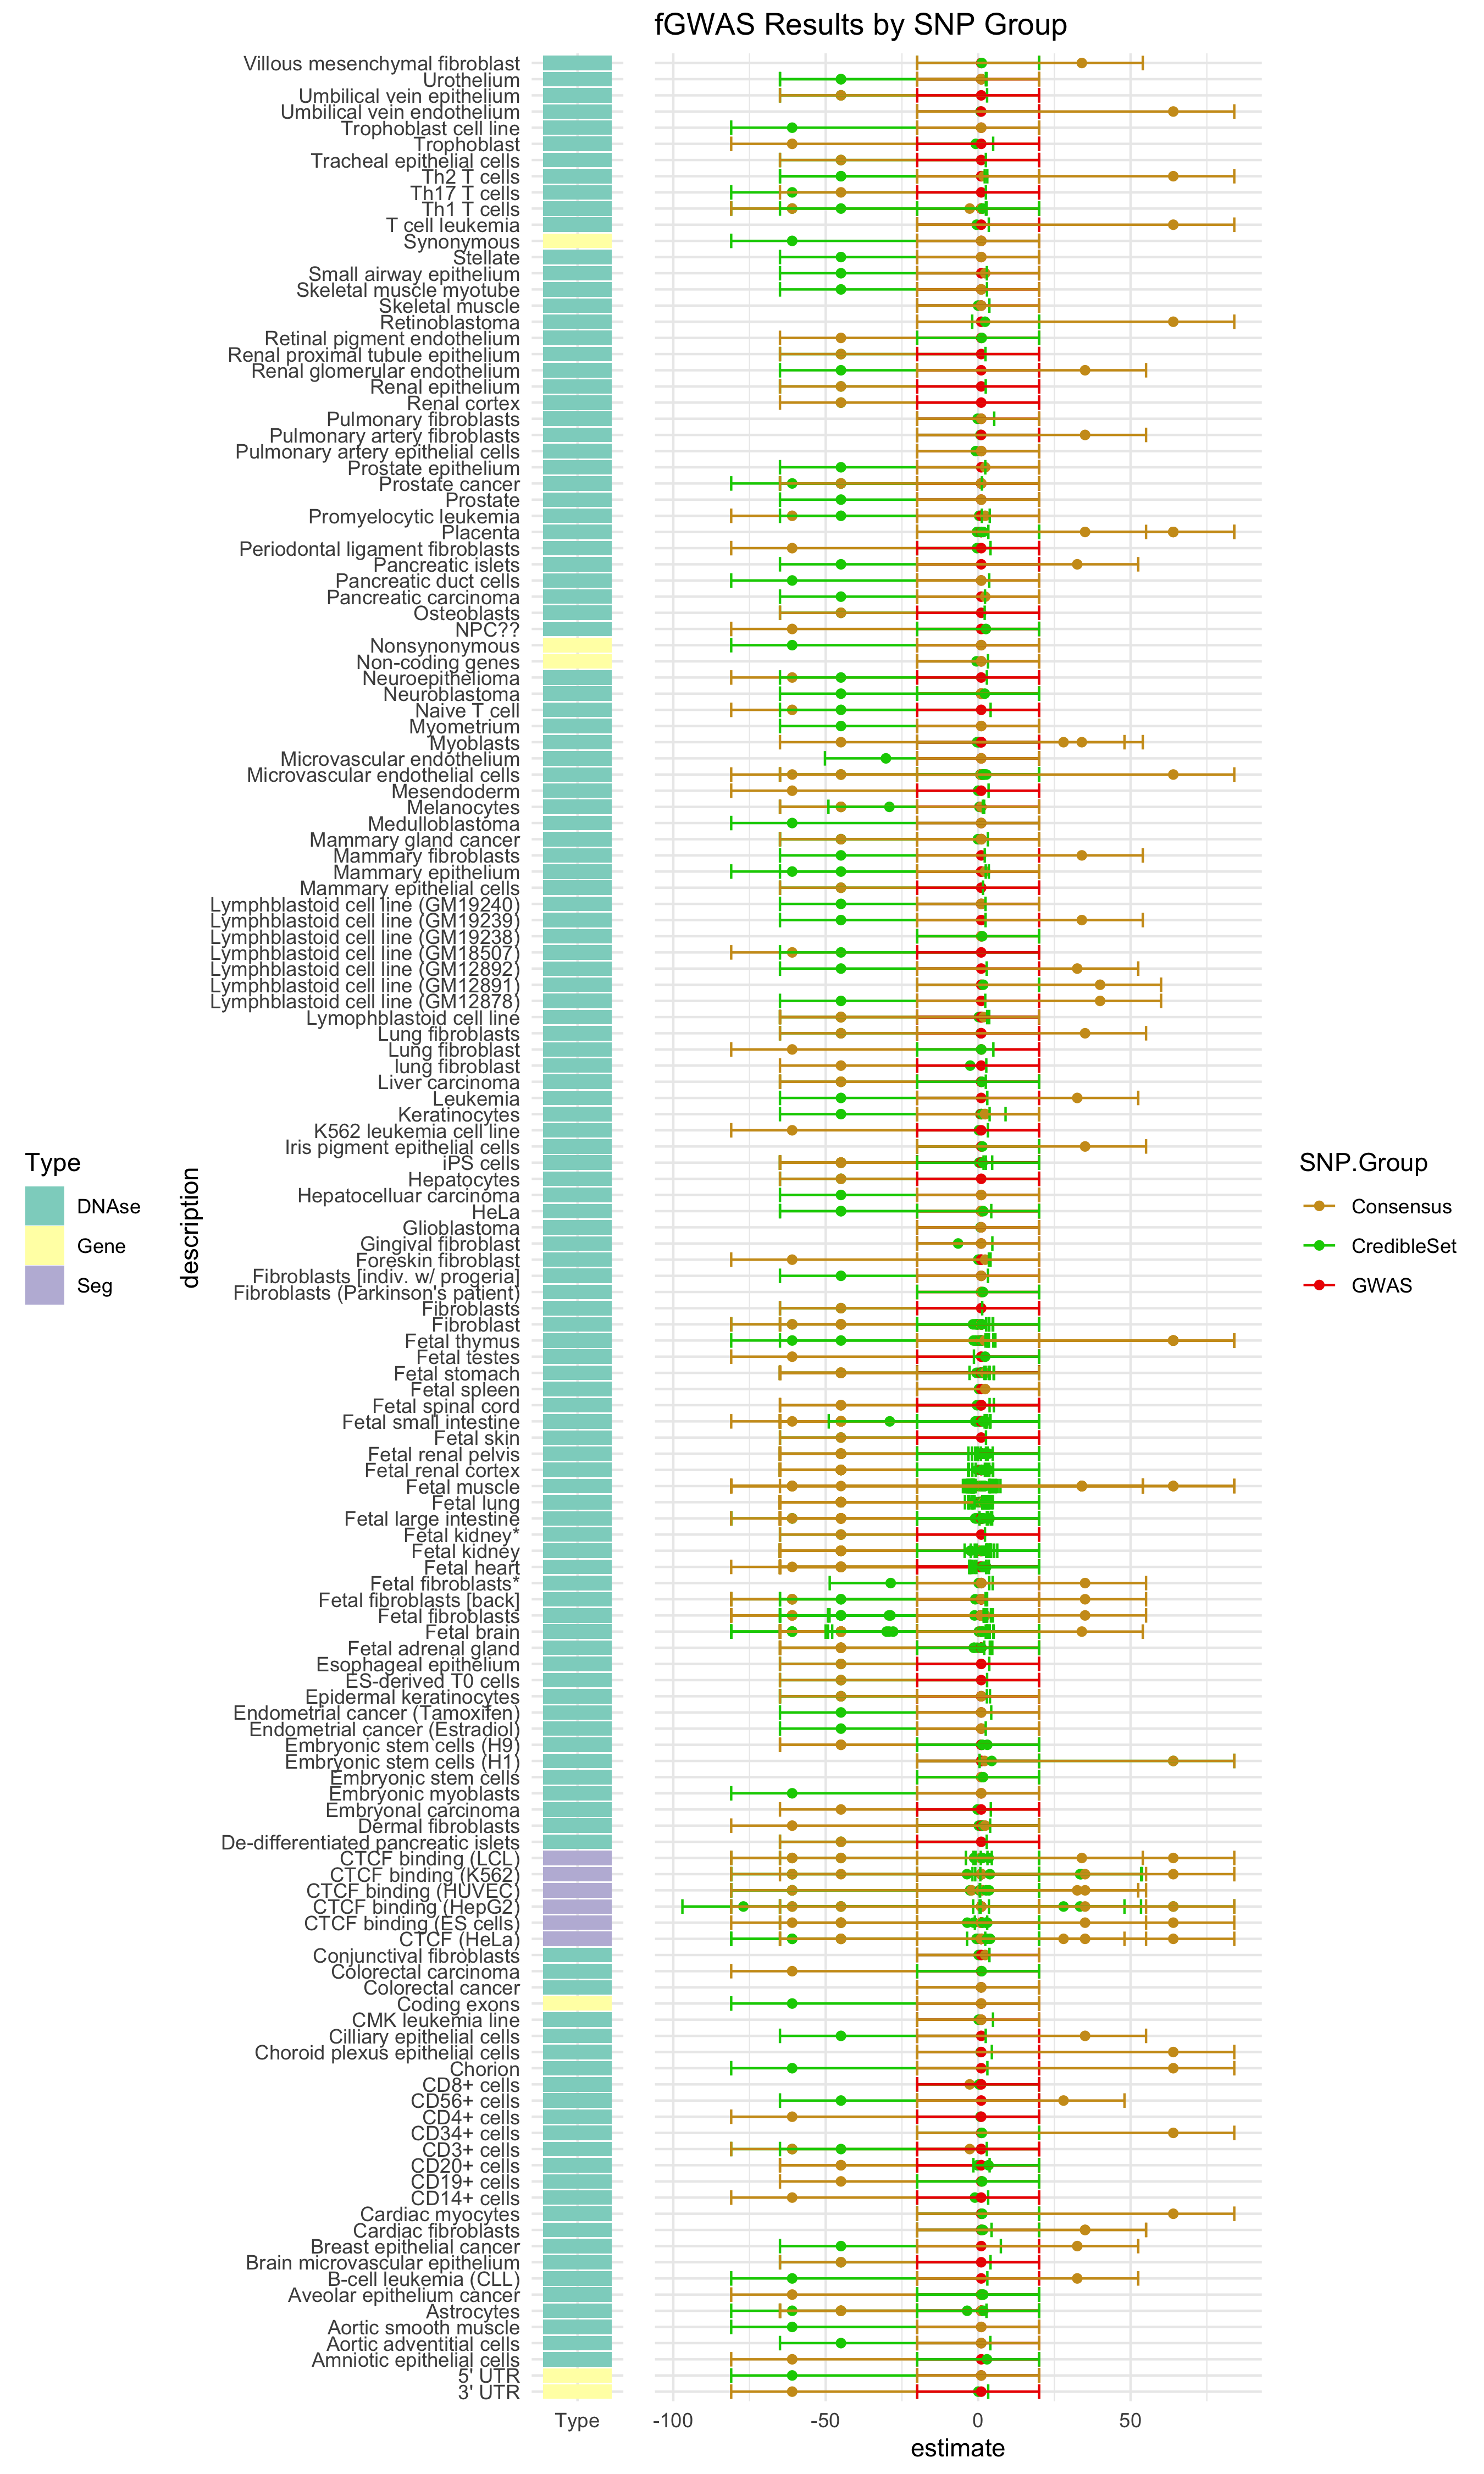 fGWAS Results by SNP Group
Villous mesenchymal fibroblast
Urothelium
Umbilical vein epithelium
Umbilical vein endothelium
Trophoblast cell line
Trophoblast
Tracheal epithelial cells
Th2 T cells
Th17 T cells
Th1 T cells
T cell leukemia
Synonymous
Stellate
Small airway epithelium
Skeletal muscle myotube
Skeletal muscle
Retinoblastoma
Retinal pigment endothelium
Renal proximal tubule epithelium
Renal glomerular endothelium
Renal epithelium
Renal cortex
Pulmonary fibroblasts
Pulmonary artery fibroblasts
Pulmonary artery epithelial cells
Prostate epithelium
Prostate cancer
Prostate
Promyelocytic leukemia
Placenta
Periodontal ligament fibroblasts
Pancreatic islets
Pancreatic duct cells
Pancreatic carcinoma
Osteoblasts
NPC??
Nonsynonymous
Non-coding genes
Neuroepithelioma
Neuroblastoma
Naive T cell
Myometrium
Myoblasts
Microvascular endothelium
Microvascular endothelial cells
Mesendoderm
Melanocytes
Medulloblastoma
Mammary gland cancer
Mammary fibroblasts
Mammary epithelium
Mammary epithelial cells
Lymphblastoid cell line (GM19240)
Lymphblastoid cell line (GM19239)
Lymphblastoid cell line (GM19238)
Lymphblastoid cell line (GM18507)
Lymphblastoid cell line (GM12892)
Lymphblastoid cell line (GM12891)
Lymphblastoid cell line (GM12878)
Lymophblastoid cell line
Lung fibroblasts
Lung fibroblast
lung fibroblast
Liver carcinoma
Leukemia
Keratinocytes
K562 leukemia cell line
Iris pigment epithelial cells
iPS cells
Hepatocytes
Hepatocelluar carcinoma
HeLa
Glioblastoma
Gingival fibroblast
Foreskin fibroblast
Fibroblasts [indiv. w/ progeria]
Fibroblasts (Parkinson's patient)
Fibroblasts
Fibroblast
Fetal thymus
Fetal testes
Fetal stomach
Fetal spleen
Fetal spinal cord
Fetal small intestine
Fetal skin
Fetal renal pelvis
Fetal renal cortex
Fetal muscle
Fetal lung
Fetal large intestine
Fetal kidney*
Fetal kidney
Fetal heart
Fetal fibroblasts*
Fetal fibroblasts [back]
Fetal fibroblasts
Fetal brain
Fetal adrenal gland
Esophageal epithelium
ES-derived T0 cells
Epidermal keratinocytes
Endometrial cancer (Tamoxifen)
Endometrial cancer (Estradiol)
Embryonic stem cells (H9)
Embryonic stem cells (H1)
Embryonic stem cells
Embryonic myoblasts
Embryonal carcinoma
Dermal fibroblasts
De-differentiated pancreatic islets
CTCF binding (LCL)
CTCF binding (K562)
CTCF binding (HUVEC)
CTCF binding (HepG2)
CTCF binding (ES cells)
CTCF (HeLa)
Conjunctival fibroblasts
Colorectal carcinoma
Colorectal cancer
Coding exons
CMK leukemia line
Cilliary epithelial cells
Choroid plexus epithelial cells
Chorion
CD8+ cells
CD56+ cells
CD4+ cells
CD34+ cells
CD3+ cells
CD20+ cells
CD19+ cells
CD14+ cells
Cardiac myocytes
Cardiac fibroblasts
Breast epithelial cancer
Brain microvascular epithelium
B-cell leukemia (CLL)
Aveolar epithelium cancer
Astrocytes
Aortic smooth muscle
Aortic adventitial cells
Amniotic epithelial cells
5' UTR
3' UTR
Type
-100 -50 0 50
estimate
description
Type
DNAse
Gene
Seg
SNP.Group
Consensus
CredibleSet
GWAS